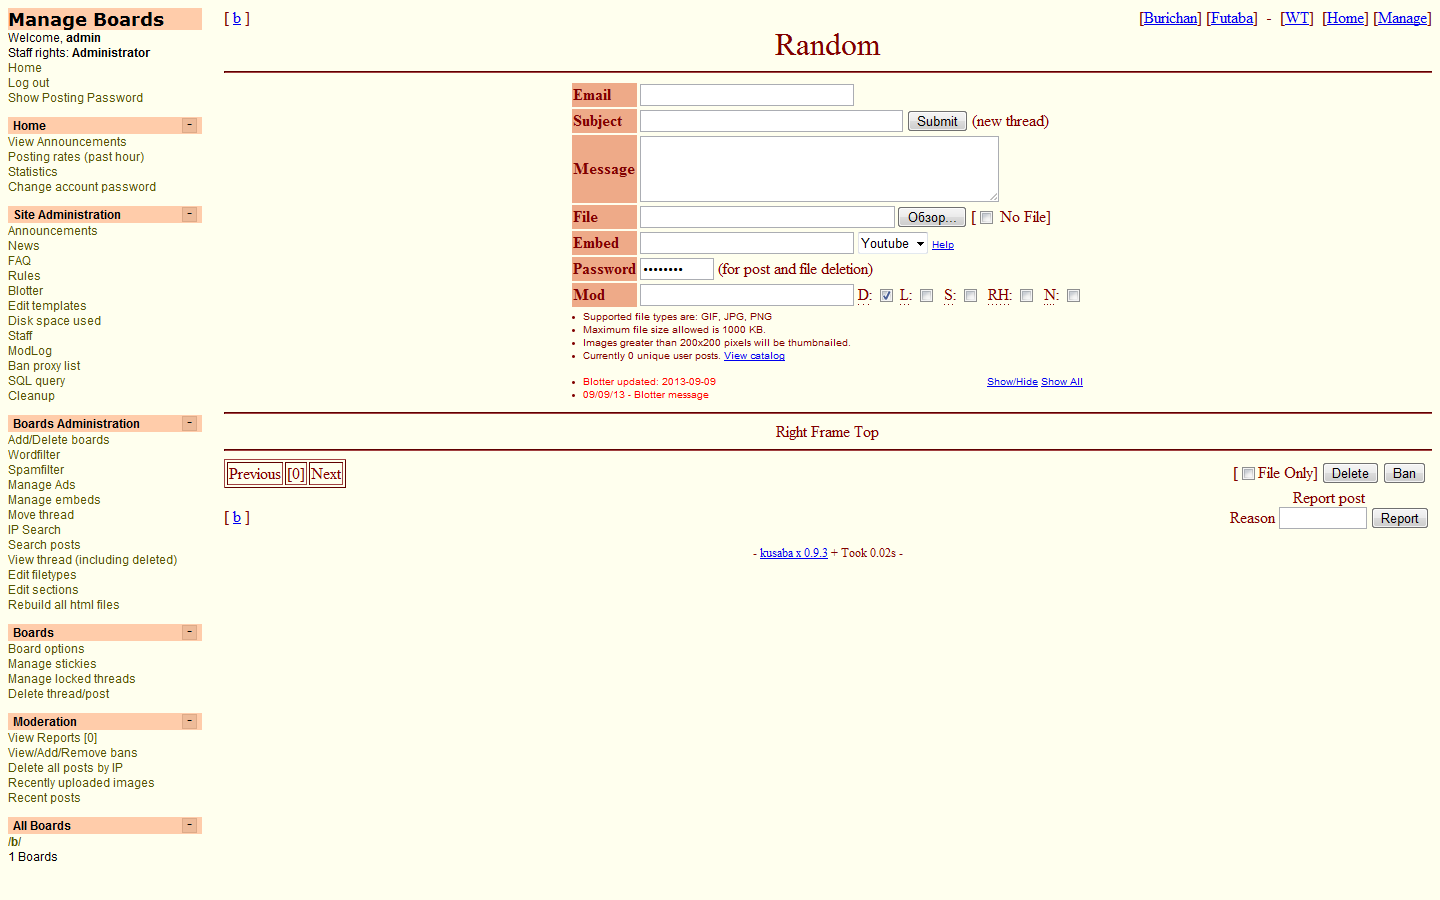 Manage Boards
Welcome, admin
Staff rights: Administrator
Home
Log out
Show Posting Password
Home -
View Announcements
Posting rates (past hour)
Statistics
Change account password
Site Administration -
Announcements
News
FAQ
Rules
Blotter
Edit templates
Disk space used
Staff
ModLog
Ban proxy list
SQL query
Cleanup
Boards Administration -
Add/Delete boards
Wordfilter
Spamfilter
Manage Ads
Manage embeds
Move thread
IP Search
Search posts
View thread (including deleted)
Edit filetypes
Edit sections
Rebuild all html files
Boards -
Board options
Manage stickies
Manage locked threads
Delete thread/post
Moderation -
View Reports [0]
View/Add/Remove bans
Delete all posts by IP
Recently uploaded images
Recent posts
All Boards -
/b/
1 Boards
[ b ]
[Burichan] [Futaba] - [WT] [Home] [Manage]
Random
Email
Subject Submit (new thread)
Message
File Обзор... [ No File]
Embed Youtube Help
Password •••••••• (for post and file deletion)
Mod D: L: S: RH: N:
• Supported file types are: GIF, JPG, PNG
• Maximum file size allowed is 1000 KB.
• Images greater than 200x200 pixels will be thumbnailed.
• Currently 0 unique user posts. View catalog
• Blotter updated: 2013-09-09 Show/Hide Show All
• 09/09/13 - Blotter message
Right Frame Top
Previous [0] Next
[ File Only] Delete Ban
Report post
[ b ]
Reason Report
- kusaba x 0.9.3 + Took 0.02s -